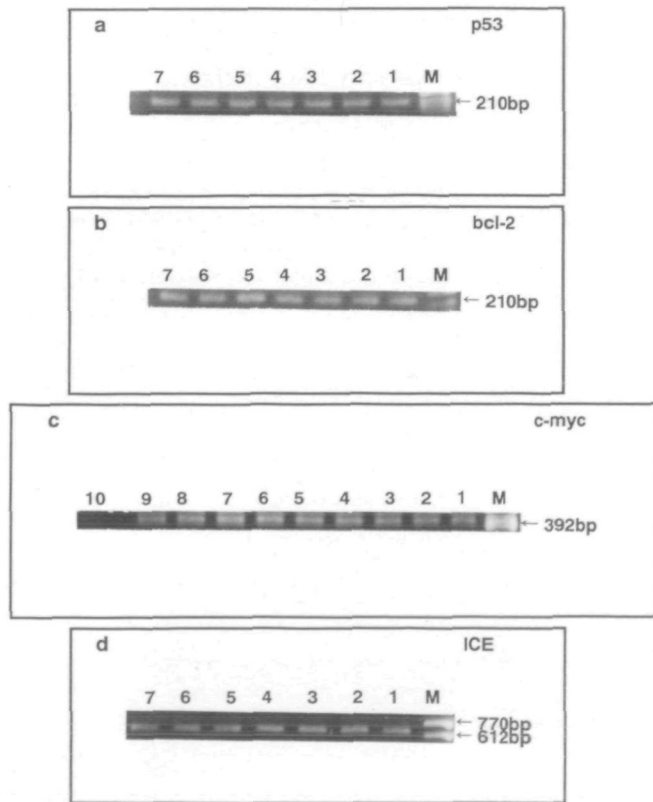 a p53
7 6 5 4 3 2 1 M
← 210bp
b bcl-2
7 6 5 4 3 2 1 M
← 210bp
c c-myc
10 9 8 7 6 5 4 3 2 1 M
← 392bp
d ICE
7 6 5 4 3 2 1 M
← 770bp
← 612bp